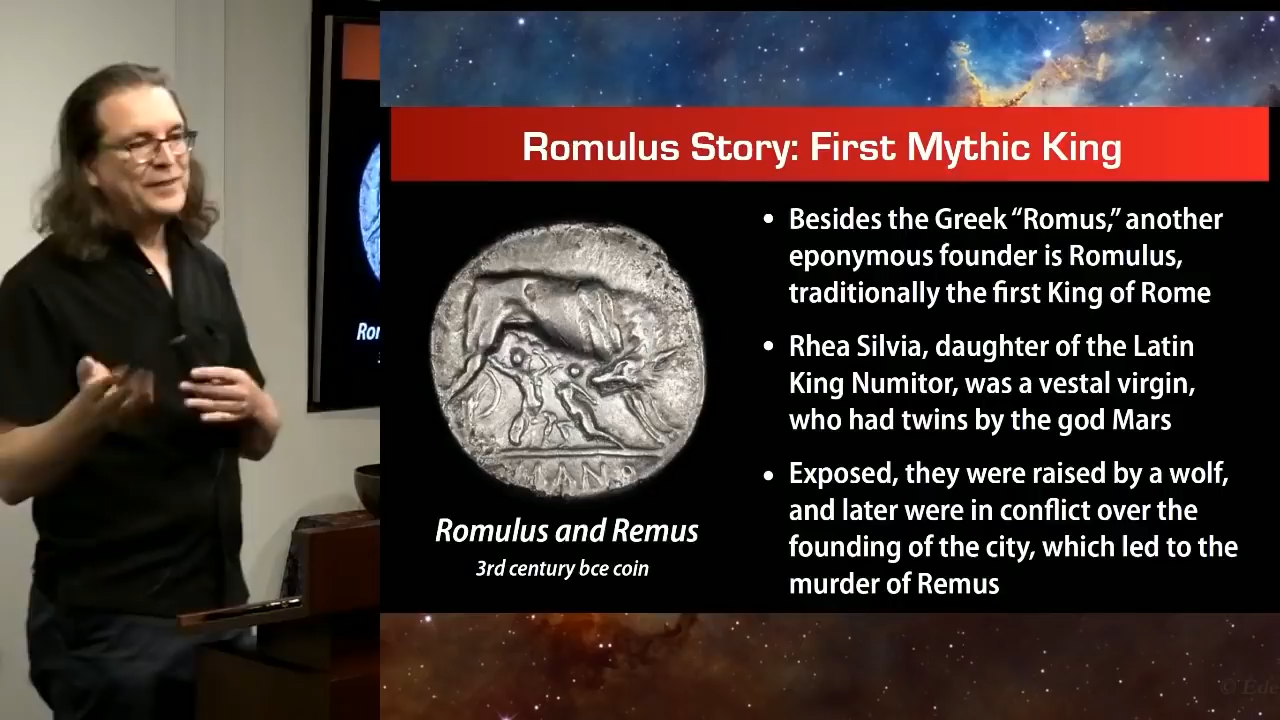 Romulus Story: First Mythic King
• Besides the Greek “Romus,” another
eponymous founder is Romulus,
traditionally the first King of Rome
• Rhea Silvia, daughter of the Latin
King Numitor, was a vestal virgin,
who had twins by the god Mars
• Exposed, they were raised by a wolf,
and later were in conflict over the
founding of the city, which led to the
murder of Remus
Romulus and Remus
3rd century bce coin